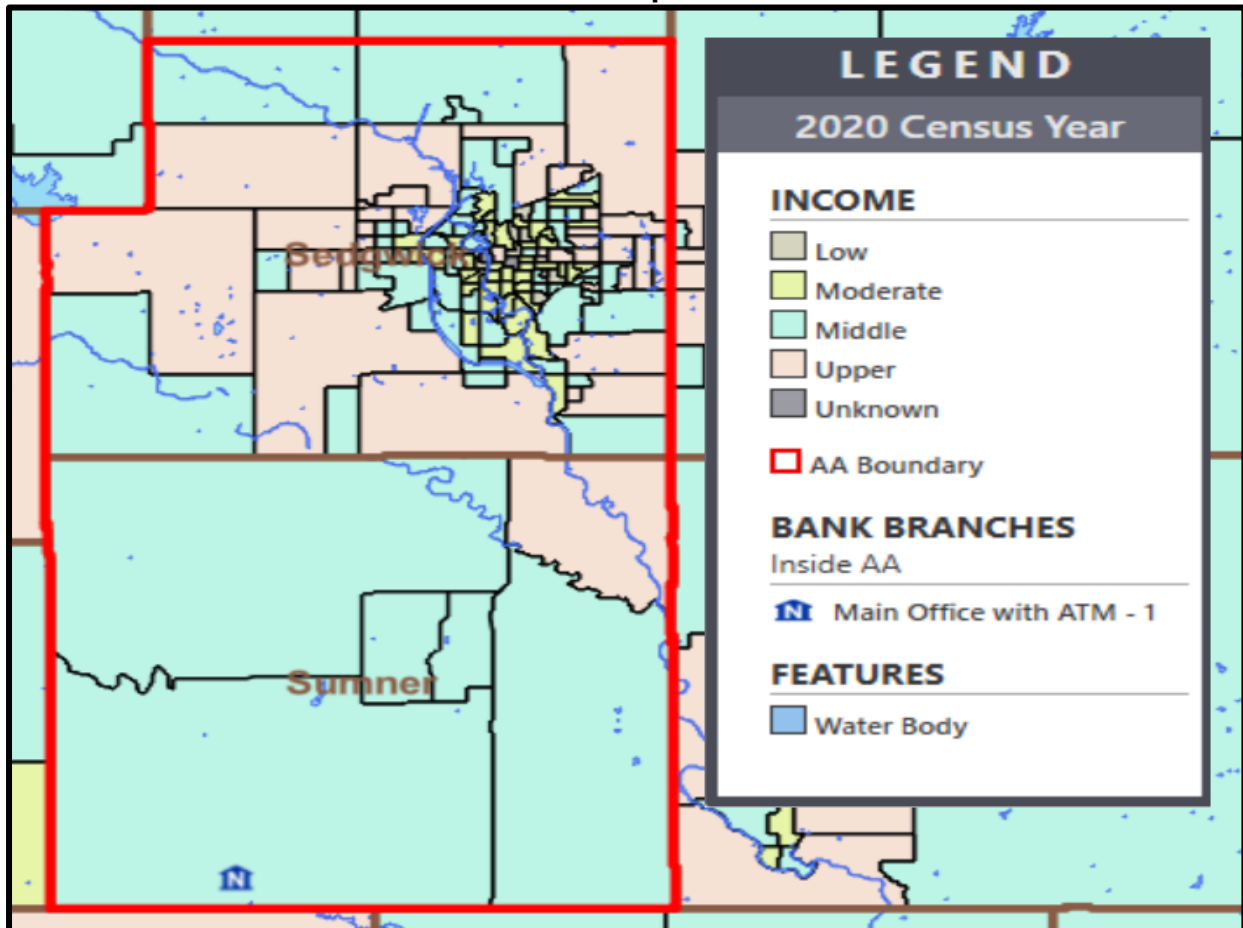 LEGEND
2020 Census Year
INCOME
Low
Moderate
Middle
Upper
Unknown
AA Boundary
BANK BRANCHES
Inside AA
N Main Office with ATM - 1
FEATURES
Water Body
Sedgwick
Sumner
N